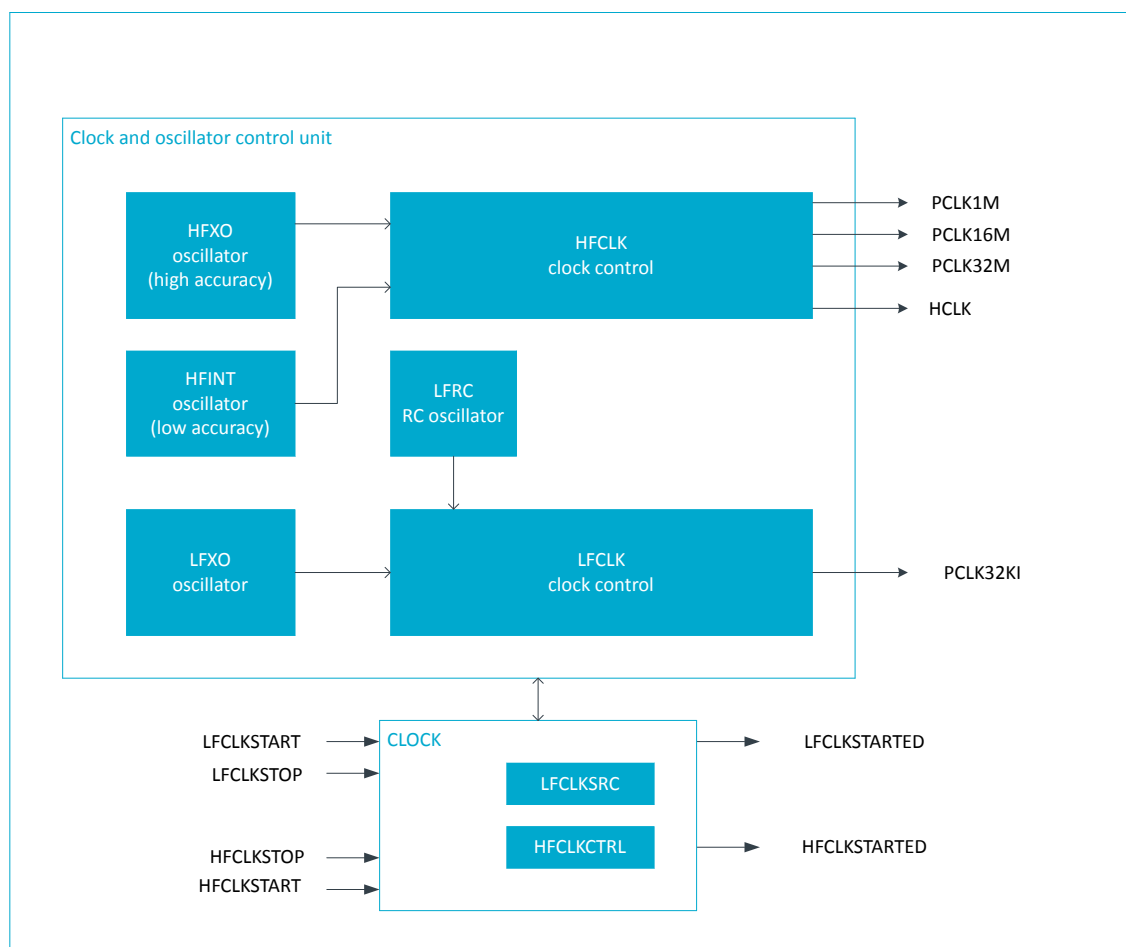 Clock and oscillator control unit
HFXO
oscillator
(high accuracy)
HFCLK
clock control
PCLK1M
PCLK16M
PCLK32M
HCLK
HFINT
oscillator
(low accuracy)
LFRC
RC oscillator
LFXO
oscillator
LFCLK
clock control
PCLK32KI
LFCLKSTART
LFCLKSTOP
HFCLKSTOP
HFCLKSTART
CLOCK
LFCLKSRC
HFCLKCTRL
LFCLKSTARTED
HFCLKSTARTED